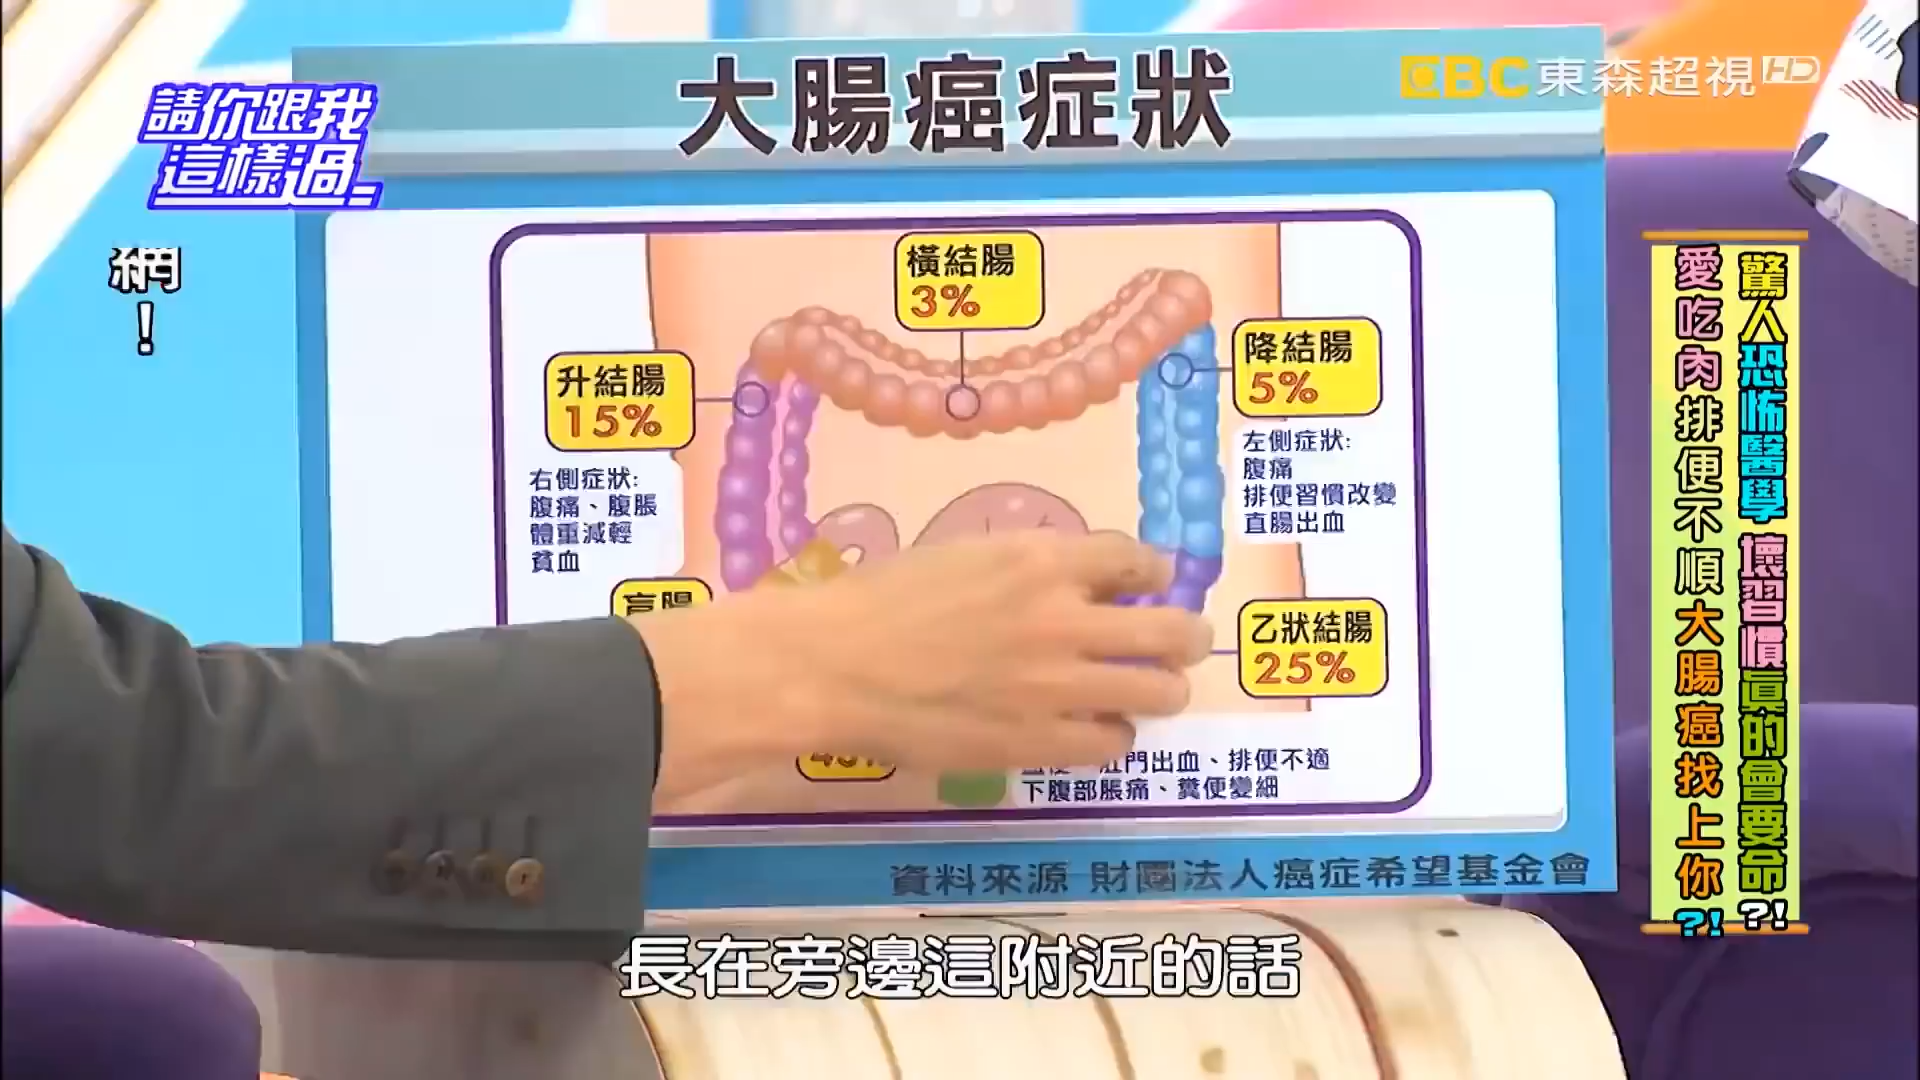 大腸癌症狀
EBC東森超視HD
請你跟我
這樣過
網!
橫結腸
3%
升結腸
15%
降結腸
5%
右側症狀:
腹痛、腹脹
體重減輕
貧血
左側症狀:
腹痛
排便習慣改變
直腸出血
盲腸
乙狀結腸
25%
肛門出血、排便不適
下腹部脹痛、糞便變細
資料來源 財團法人癌症希望基金會
驚人恐怖醫學 壞習慣真的會要命?!
愛吃肉排便不順大腸癌找上你?!
長在旁邊這附近的話